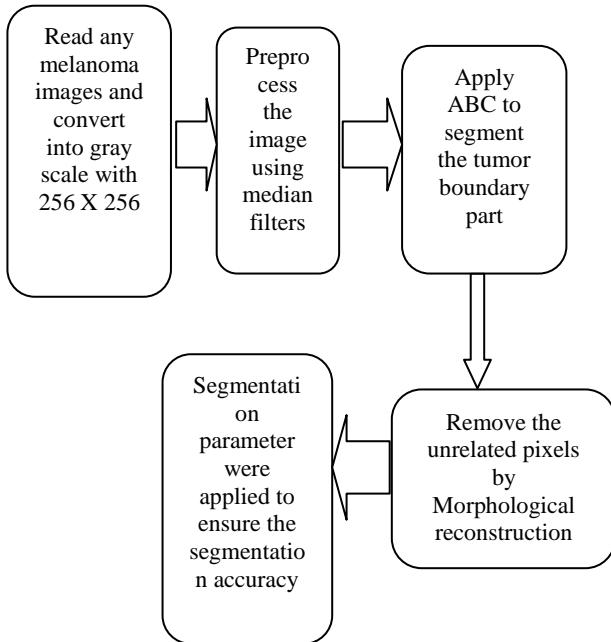 Read any
melanoma
images and
convert
into gray
scale with
256 X 256
Prepro
cess
the
image
using
median
filters
Apply
ABC to
segment
the tumor
boundary
part
Remove the
unrelated pixels
by
Morphological
reconstruction
Segmentati
on
parameter
were
applied to
ensure the
segmentatio
n accuracy